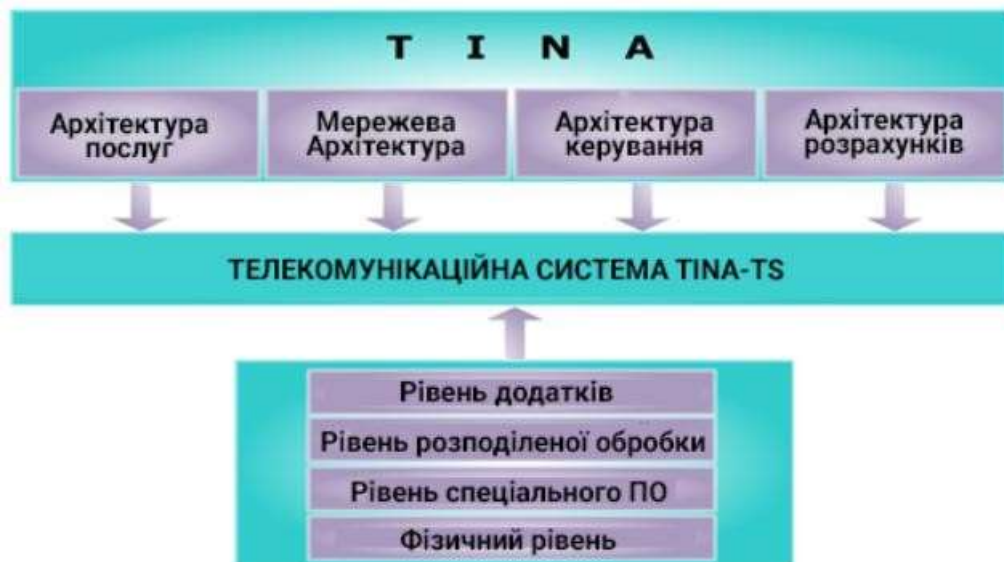 T I N A
Архітектура
послуг
Мережева
Архітектура
Архітектура
керування
Архітектура
розрахунків
ТЕЛЕКОМУНІКАЦІЙНА СИСТЕМА TINA-TS
Рівень додатків
Рівень розподіленої обробки
Рівень спеціального ПО
Фізичний рівень